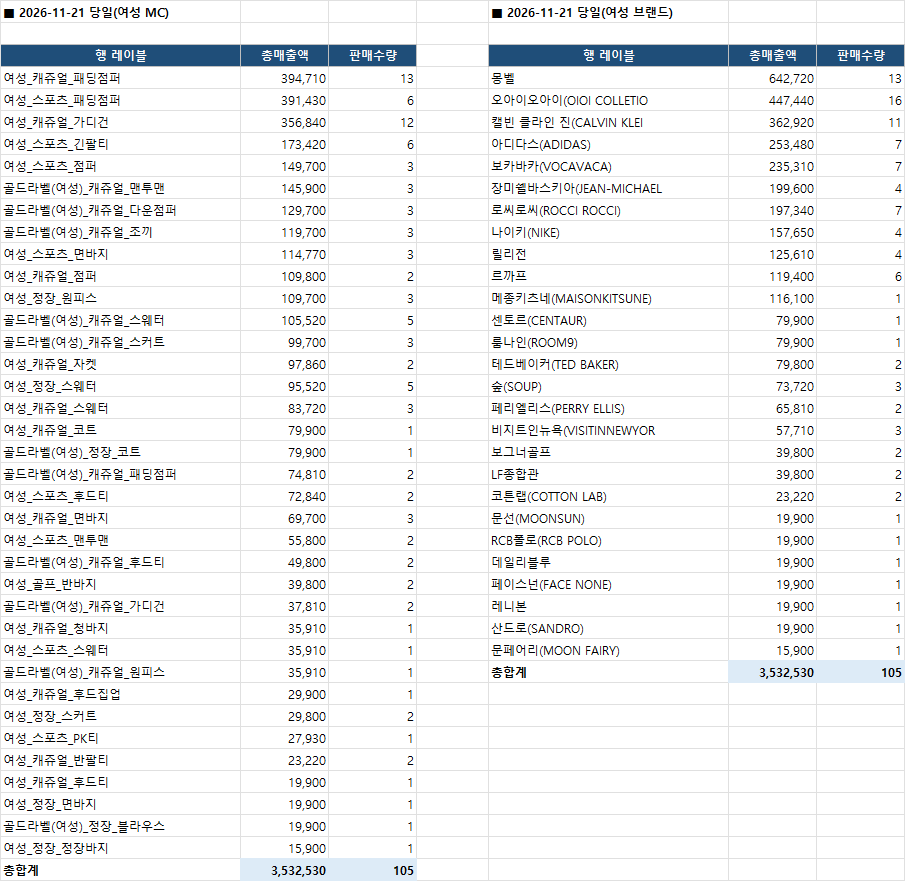 ■ 2026-11-21 당일(여성 MC)
행 레이블 총매출액 판매수량
여성_캐쥬얼_패딩점퍼 394,710 13
여성_스포츠_패딩점퍼 391,430 6
여성_캐쥬얼_가디건 356,840 12
여성_스포츠_긴팔티 173,420 6
여성_스포츠_점퍼 149,700 3
골드라벨(여성)_캐쥬얼_맨투맨 145,900 3
골드라벨(여성)_캐쥬얼_다운점퍼 129,700 3
골드라벨(여성)_캐쥬얼_조끼 119,700 3
여성_스포츠_면바지 114,770 3
여성_캐쥬얼_점퍼 109,800 2
여성_정장_원피스 109,700 3
골드라벨(여성)_캐쥬얼_스웨터 105,520 5
골드라벨(여성)_캐쥬얼_스커트 99,700 3
여성_캐쥬얼_자켓 97,860 2
여성_정장_스웨터 95,520 5
여성_캐쥬얼_스웨터 83,720 3
여성_캐쥬얼_코트 79,900 1
골드라벨(여성)_정장_코트 79,900 1
골드라벨(여성)_캐쥬얼_패딩점퍼 74,810 2
여성_스포츠_후드티 72,840 2
여성_캐쥬얼_면바지 69,700 3
여성_스포츠_맨투맨 55,800 2
골드라벨(여성)_캐쥬얼_후드티 49,800 2
여성_골프_반바지 39,800 2
골드라벨(여성)_캐쥬얼_가디건 37,810 2
여성_캐쥬얼_청바지 35,910 1
여성_스포츠_스웨터 35,910 1
골드라벨(여성)_캐쥬얼_원피스 35,910 1
여성_캐쥬얼_후드집업 29,900 1
여성_정장_스커트 29,800 2
여성_스포츠_PK티 27,930 1
여성_캐쥬얼_반팔티 23,220 2
여성_캐쥬얼_후드티 19,900 1
여성_정장_면바지 19,900 1
골드라벨(여성)_정장_블라우스 19,900 1
여성_정장_정장바지 15,900 1
총합계 3,532,530 105
■ 2026-11-21 당일(여성 브랜드)
행 레이블 총매출액 판매수량
몽벨 642,720 13
오아이오아이(OIOI COLLETIO 447,440 16
캘빈 클라인 진(CALVIN KLEI 362,920 11
아디다스(ADIDAS) 253,480 7
보카바카(VOCAVACA) 235,310 7
장미쉘바스키아(JEAN-MICHAEL 199,600 4
로씨로씨(ROCCI ROCCI) 197,340 7
나이키(NIKE) 157,650 4
릴리전 125,610 4
르까프 119,400 6
메종키츠네(MAISONKITSUNE) 116,100 1
센토르(CENTAUR) 79,900 1
룸나인(ROOM9) 79,900 1
테드베이커(TED BAKER) 79,800 2
숲(SOUP) 73,720 3
페리엘리스(PERRY ELLIS) 65,810 2
비지트인뉴욕(VISITINNEWYOR 57,710 3
보그너골프 39,800 2
LF종합관 39,800 2
코튼랩(COTTON LAB) 23,220 2
문선(MOONSUN) 19,900 1
RCB폴로(RCB POLO) 19,900 1
데일리블루 19,900 1
페이스넌(FACE NONE) 19,900 1
레니본 19,900 1
산드로(SANDRO) 19,900 1
문페어리(MOON FAIRY) 15,900 1
총합계 3,532,530 105